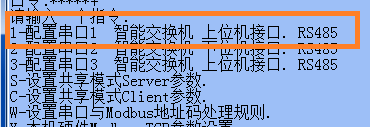 请输入一个指令.
1-配置串口1  智能交换机 上位机接口. RS485
2-配置串口2  智能交换机 上位机接口. RS485
3-配置串口3  智能交换机 上位机接口. RS485
S-设置共享模式Server参数.
C-设置共享模式Client参数.
W-设置串口与Modbus地址码处理规则.